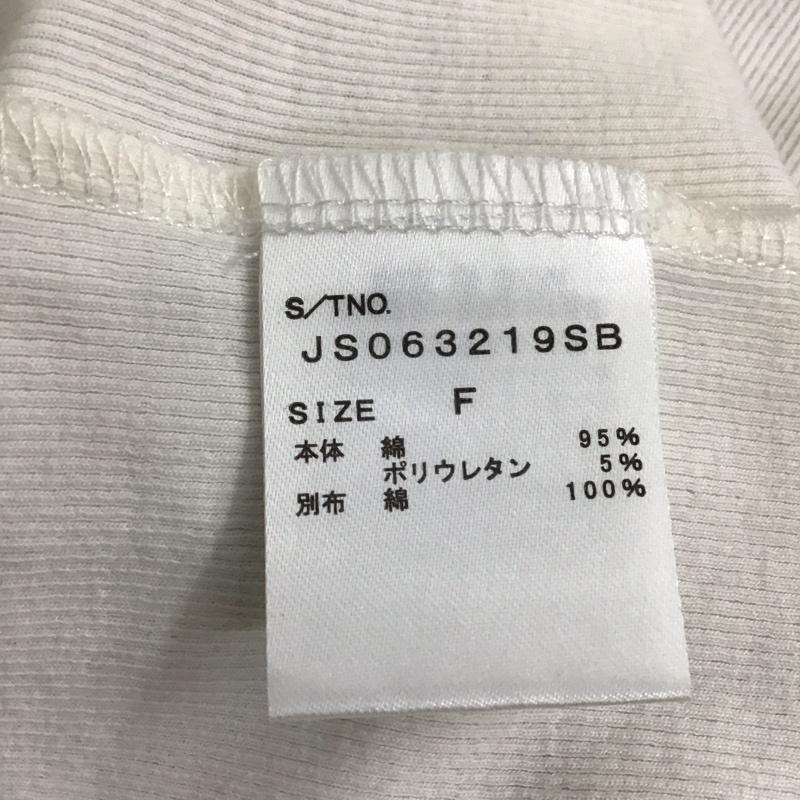 S/TNO.
JS063219SB
SIZE F
本体 綿 95%
ポリウレタン 5%
別布 綿 100%